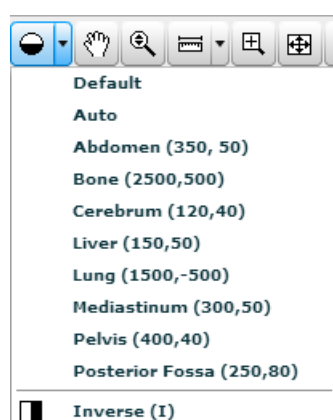 Default
Auto
Abdomen (350, 50)
Bone (2500,500)
Cerebrum (120,40)
Liver (150,50)
Lung (1500,-500)
Mediastinum (300,50)
Pelvis (400,40)
Posterior Fossa (250,80)
Inverse (I)